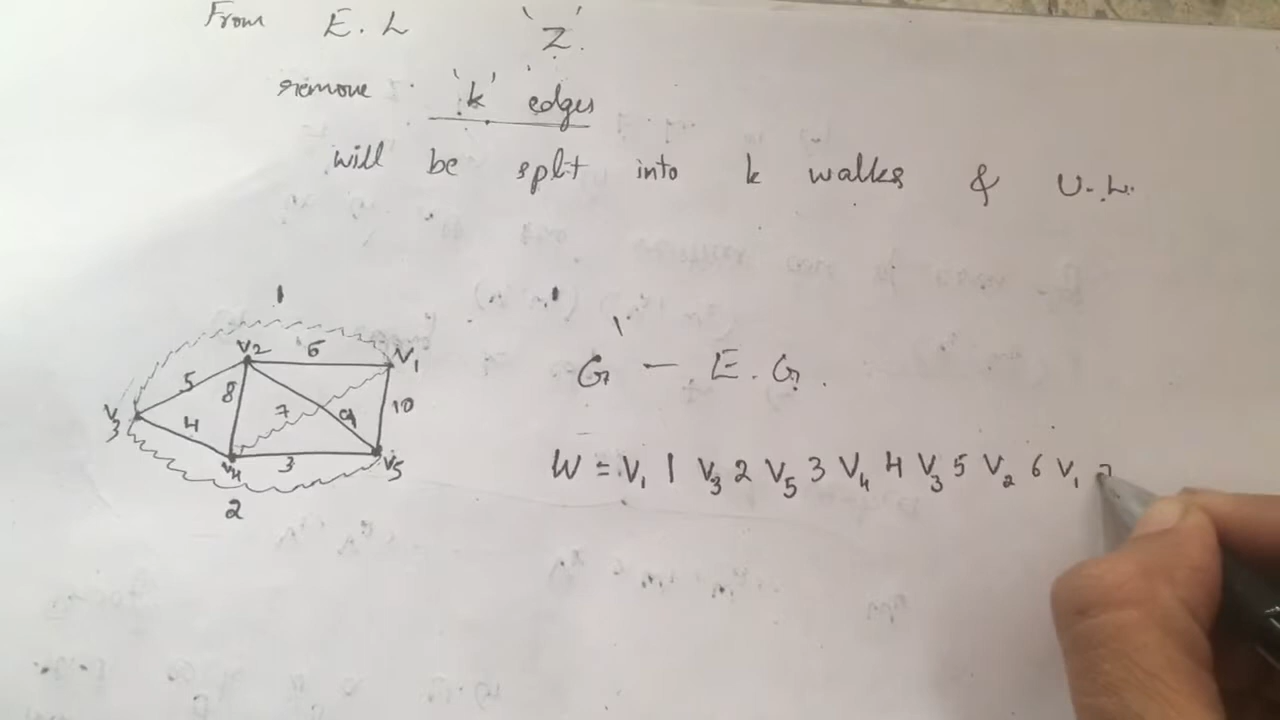 From E. L 'Z'.
remove 'k' edges
will be split into k walks & U.L.
1
V2 6 V1
5 8 7 9 10
V3 4
V4 3 V5
2
G' — E.G.
W = V1 1 V3 2 V5 3 V4 4 V3 5 V2 6 V1